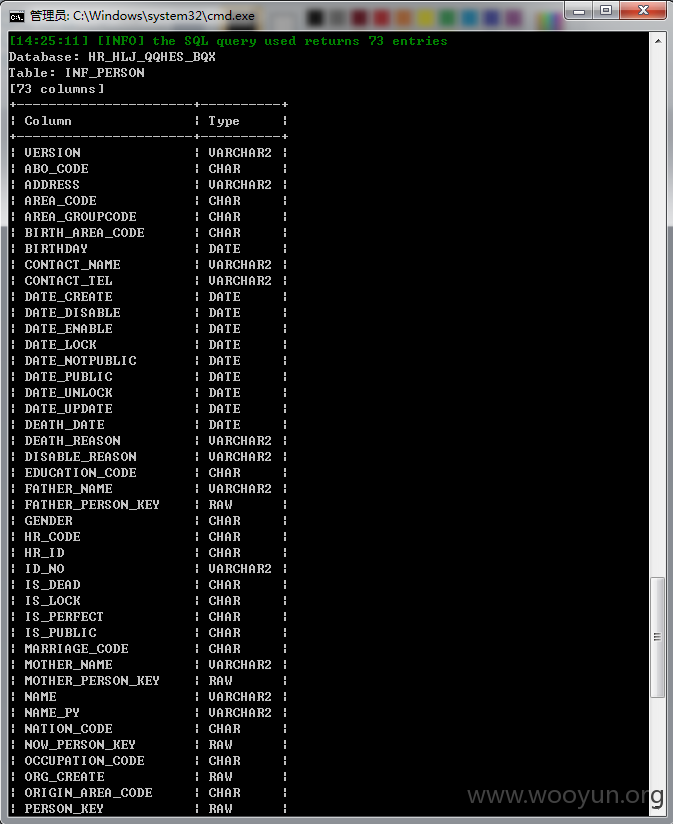 管理员: C:\Windows\system32\cmd.exe
[14:25:11] [INFO] the SQL query used returns 73 entries
Database: HR_HLJ_QQHES_BQX
Table: INF_PERSON
[73 columns]
+----------------------+----------+
| Column | Type |
+----------------------+----------+
| VERSION | VARCHAR2 |
| ABO_CODE | CHAR |
| ADDRESS | VARCHAR2 |
| AREA_CODE | CHAR |
| AREA_GROUPCODE | CHAR |
| BIRTH_AREA_CODE | CHAR |
| BIRTHDAY | DATE |
| CONTACT_NAME | VARCHAR2 |
| CONTACT_TEL | VARCHAR2 |
| DATE_CREATE | DATE |
| DATE_DISABLE | DATE |
| DATE_ENABLE | DATE |
| DATE_LOCK | DATE |
| DATE_NOTPUBLIC | DATE |
| DATE_PUBLIC | DATE |
| DATE_UNLOCK | DATE |
| DATE_UPDATE | DATE |
| DEATH_DATE | DATE |
| DEATH_REASON | VARCHAR2 |
| DISABLE_REASON | VARCHAR2 |
| EDUCATION_CODE | CHAR |
| FATHER_NAME | VARCHAR2 |
| FATHER_PERSON_KEY | RAW |
| GENDER | CHAR |
| HR_CODE | CHAR |
| HR_ID | CHAR |
| ID_NO | VARCHAR2 |
| IS_DEAD | CHAR |
| IS_LOCK | CHAR |
| IS_PERFECT | CHAR |
| IS_PUBLIC | CHAR |
| MARRIAGE_CODE | CHAR |
| MOTHER_NAME | VARCHAR2 |
| MOTHER_PERSON_KEY | RAW |
| NAME | VARCHAR2 |
| NAME_PY | VARCHAR2 |
| NATION_CODE | CHAR |
| NOW_PERSON_KEY | RAW |
| OCCUPATION_CODE | CHAR |
| ORG_CREATE | RAW |
| ORIGIN_AREA_CODE | CHAR |
| PERSON_KEY | RAW |
www.wooyun.org